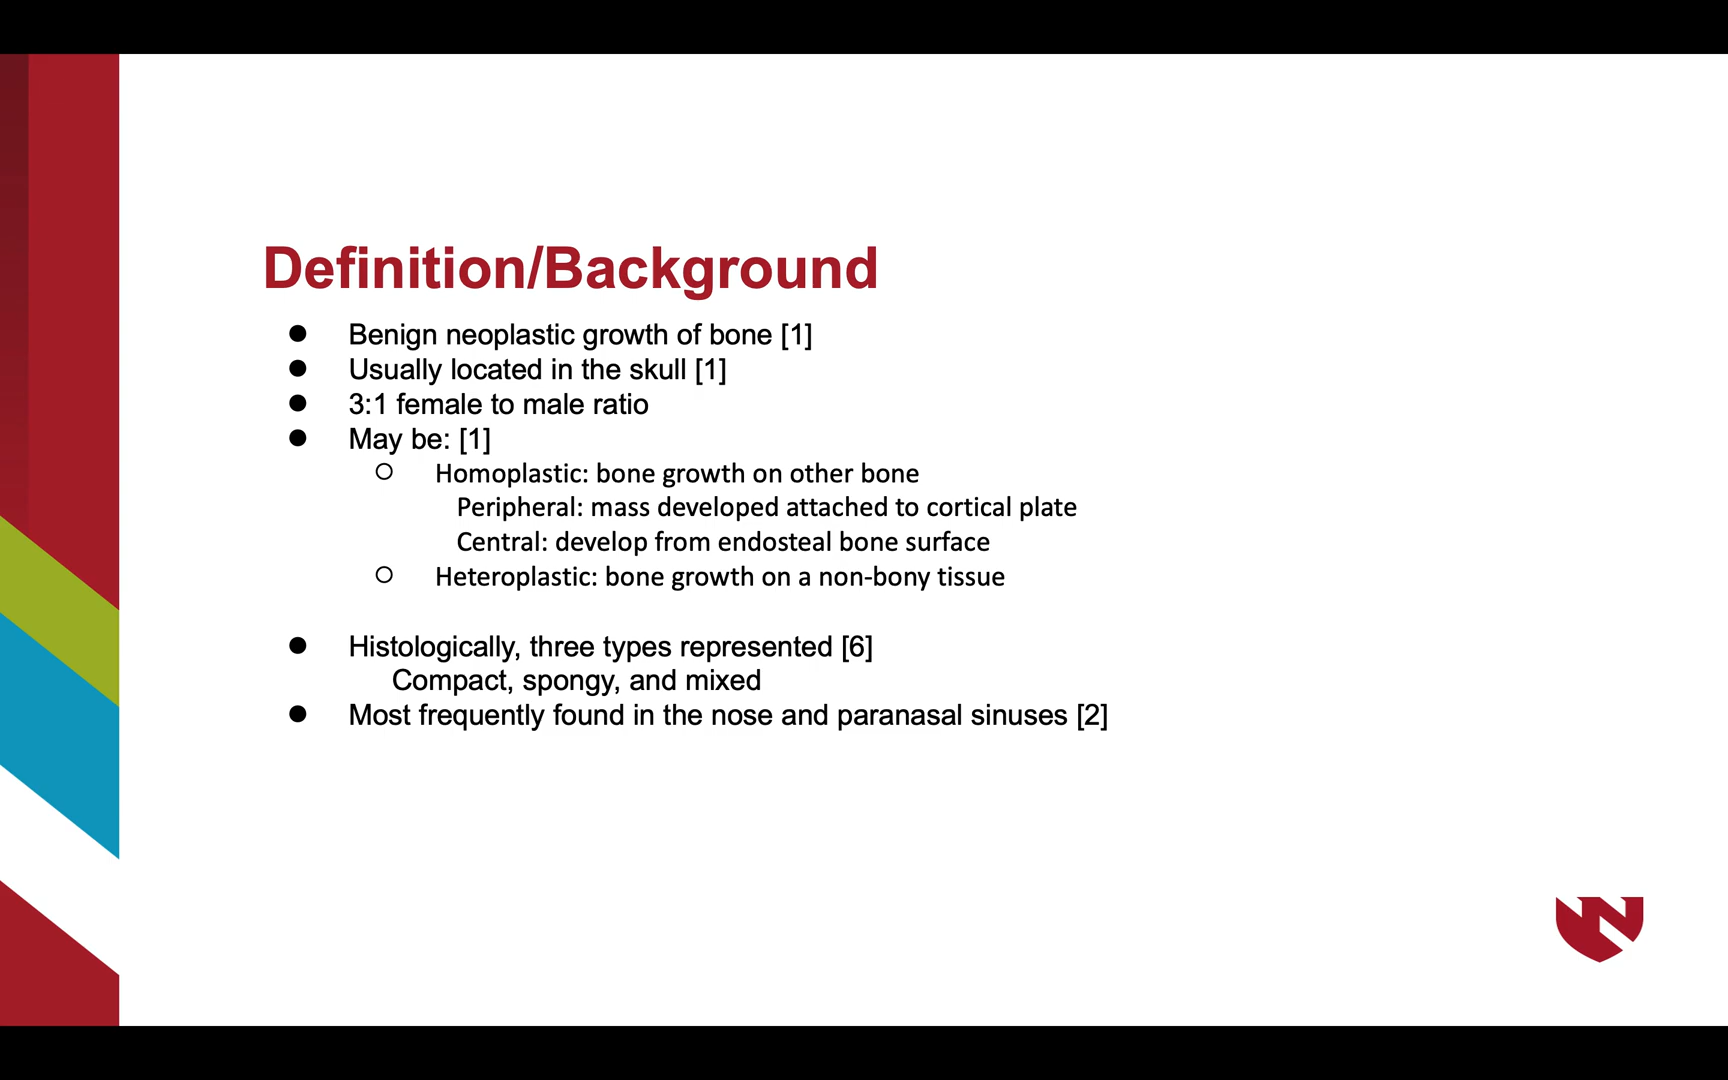 Definition/Background
● Benign neoplastic growth of bone [1]
● Usually located in the skull [1]
● 3:1 female to male ratio
● May be: [1]
○ Homoplastic: bone growth on other bone
Peripheral: mass developed attached to cortical plate
Central: develop from endosteal bone surface
○ Heteroplastic: bone growth on a non-bony tissue
● Histologically, three types represented [6]
Compact, spongy, and mixed
● Most frequently found in the nose and paranasal sinuses [2]